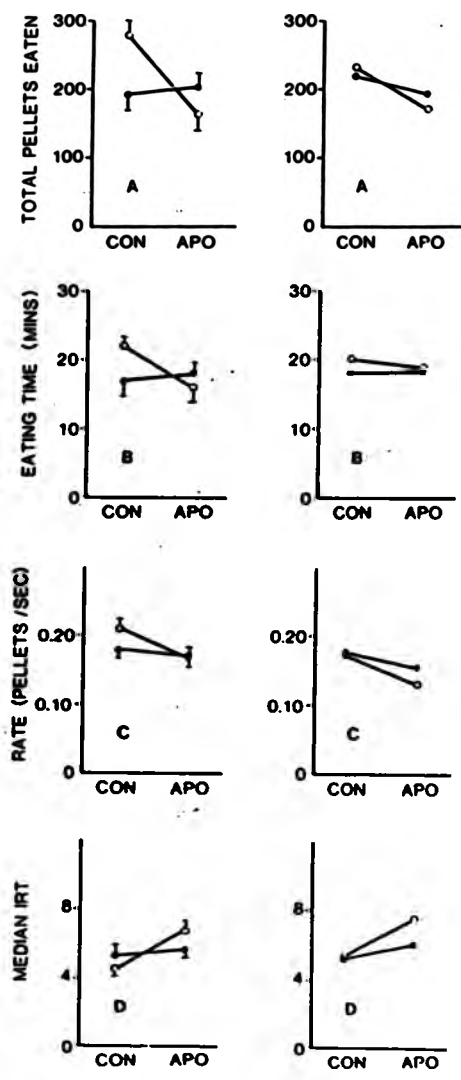 TOTAL PELLETS EATEN
300
200
100
0
A
CON APO
300
200
100
0
A
CON APO
EATING TIME (MINS)
30
20
10
0
B
CON APO
30
20
10
0
B
CON APO
RATE (PELLETS /SEC)
0.20
0.10
0
C
CON APO
0.20
0.10
0
C
CON APO
MEDIAN IRT
8
4
0
D
CON APO
8
4
0
D
CON APO